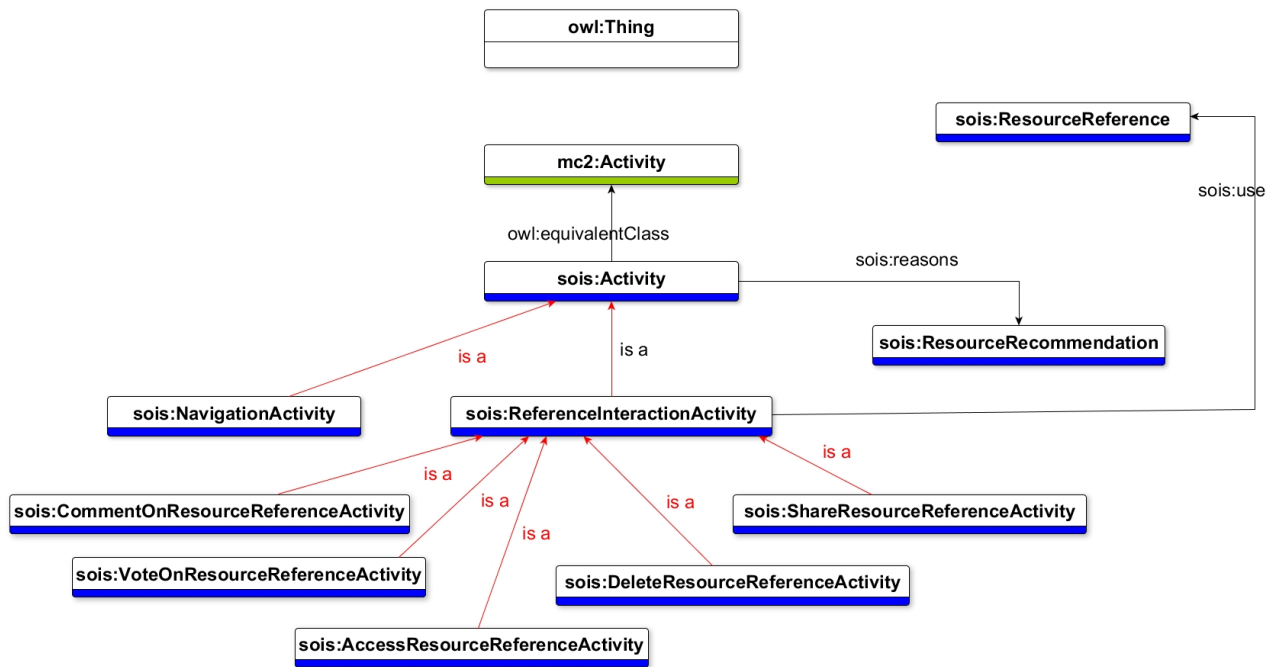 owl:Thing
sois:ResourceReference
mc2:Activity
sois:use
owl:equivalentClass
sois:reasons
sois:Activity
sois:ResourceRecommendation
is a
is a
sois:NavigationActivity
sois:ReferenceInteractionActivity
is a
is a
is a
is a
is a
sois:CommentOnResourceReferenceActivity
sois:ShareResourceReferenceActivity
sois:VoteOnResourceReferenceActivity
sois:DeleteResourceReferenceActivity
sois:AccessResourceReferenceActivity